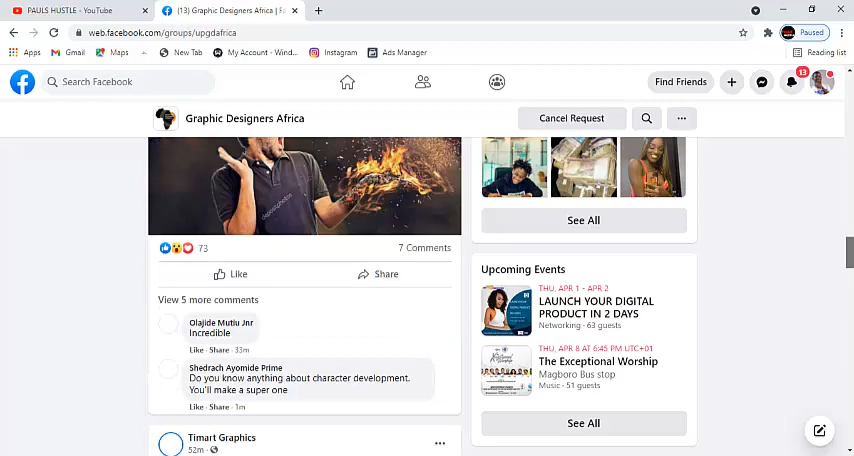 PAULS HUSTLE - YouTube
(13) Graphic Designers Africa | Fa
web.facebook.com/groups/upgdafrica
Paused
Apps
Gmail
Maps
New Tab
My Account - Wind...
Instagram
Ads Manager
Reading list
Search Facebook
Find Friends
13
Graphic Designers Africa
Cancel Request
depositphotos
73
7 Comments
Like
Share
View 5 more comments
Olajide Mutiu Jnr
Incredible
Like · Share · 33m
Shedrach Ayomide Prime
Do you know anything about character development.
You'll make a super one
Like · Share · 1m
Timart Graphics
52m ·
See All
Upcoming Events
THU, APR 1 - APR 2
LAUNCH YOUR DIGITAL
PRODUCT IN 2 DAYS
Networking · 63 guests
THU, APR 8 AT 6:45 PM UTC+01
The Exceptional Worship
Magboro Bus stop
Music · 51 guests
See All